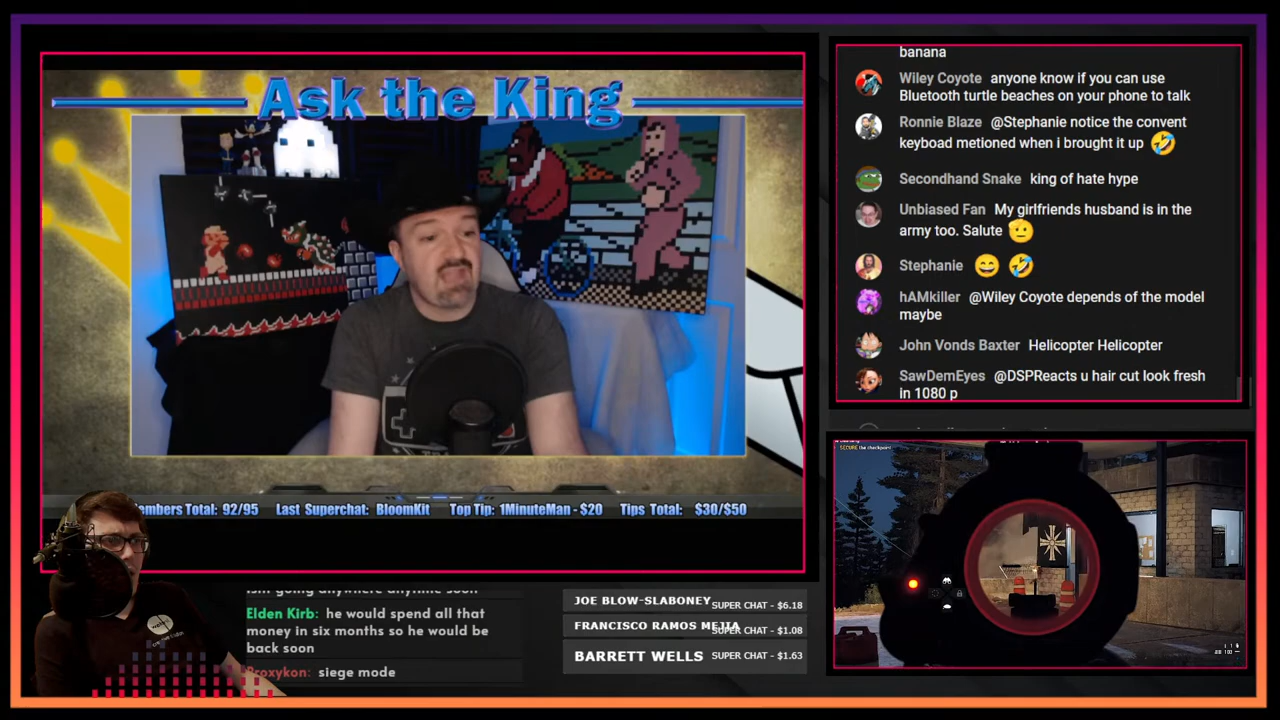 Ask the King
Members Total: 92/95 Last Superchat: BloomKit Top Tip: 1MinuteMan - $20 Tips Total: $30/$50
banana
Wiley Coyote anyone know if you can use
Bluetooth turtle beaches on your phone to talk
Ronnie Blaze @Stephanie notice the convent
keyboad metioned when i brought it up 🤣
Secondhand Snake king of hate hype
Unbiased Fan My girlfriends husband is in the
army too. Salute 🫡
Stephanie 😄 🤣
hAMkiller @Wiley Coyote depends of the model
maybe
John Vonds Baxter Helicopter Helicopter
SawDemEyes @DSPReacts u hair cut look fresh
in 1080 p
SECURE the checkpoint
Elden Kirb: he would spend all that
money in six months so he would be
back soon
Proxykon: siege mode
JOE BLOW-SLABONEY SUPER CHAT - $6.18
FRANCISCO RAMOS MEJIA SUPER CHAT - $1.08
BARRETT WELLS SUPER CHAT - $1.63